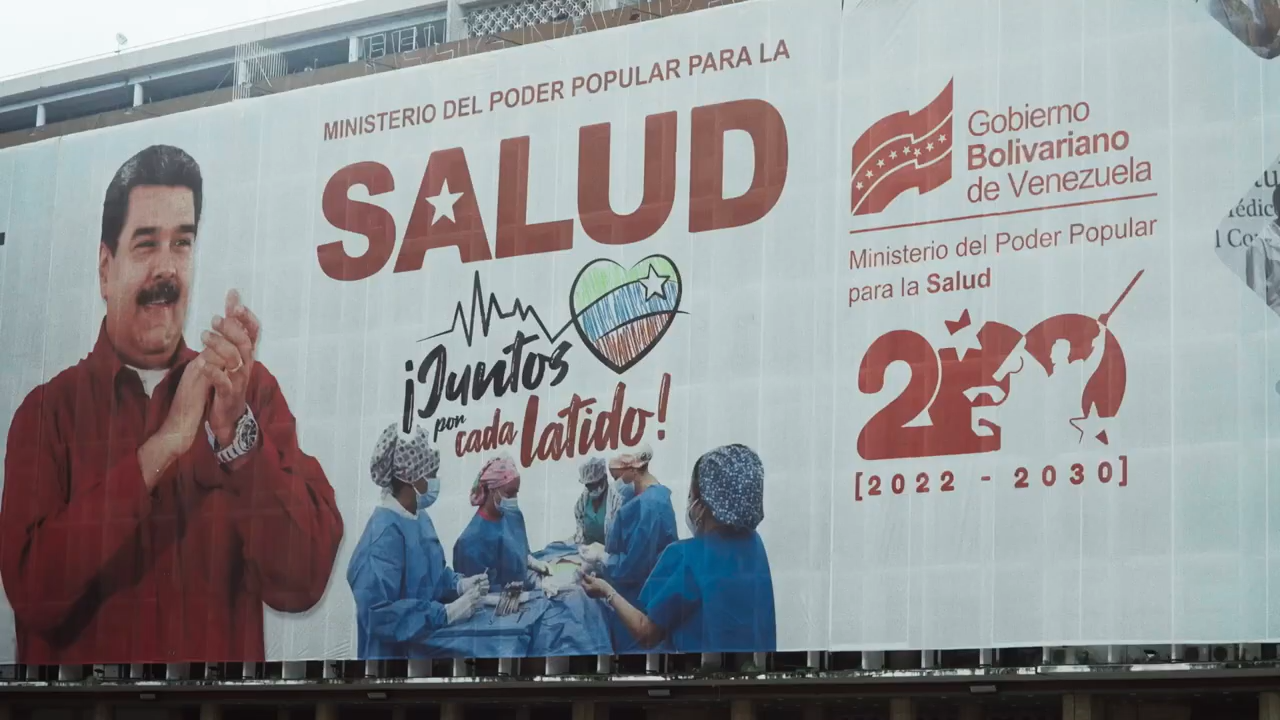 MINISTERIO DEL PODER POPULAR PARA LA
SALUD
¡Juntos
por
cada latido!
Gobierno
Bolivariano
de Venezuela
Ministerio del Poder Popular
para la Salud
200
[2022 - 2030]